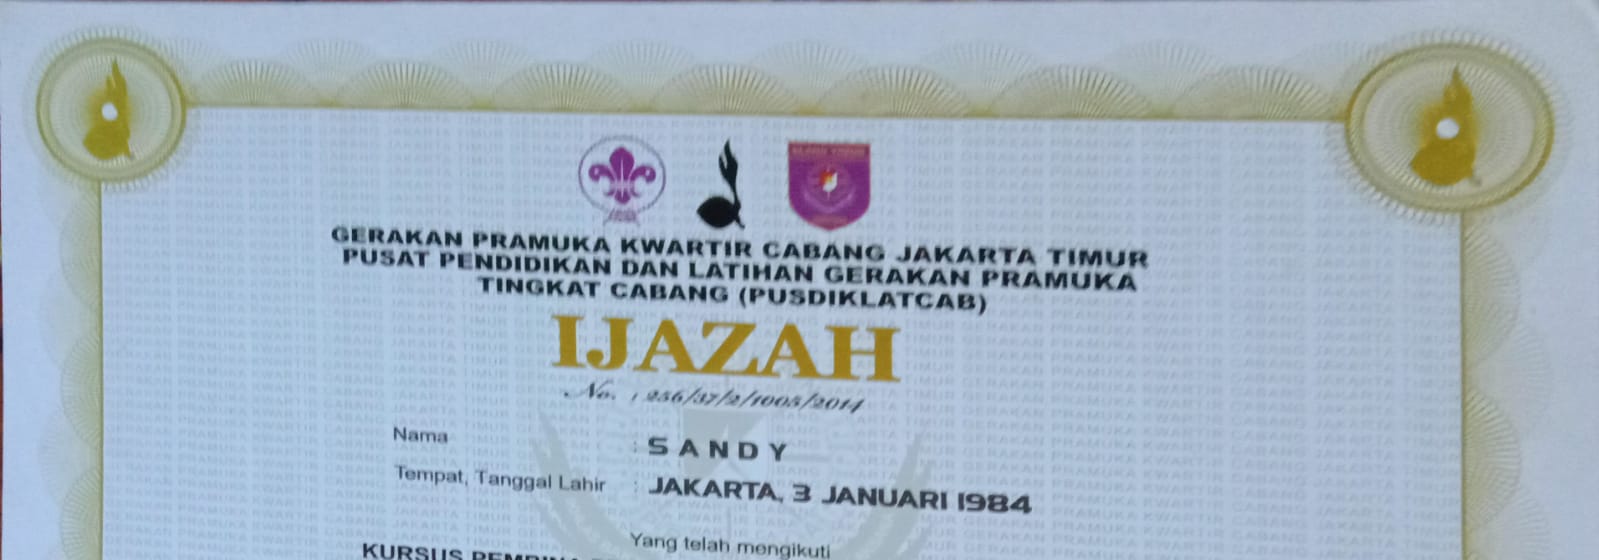 GERAKAN PRAMUKA KWARTIR CABANG JAKARTA TIMUR
PUSAT PENDIDIKAN DAN LATIHAN GERAKAN PRAMUKA
TINGKAT CABANG (PUSDIKLATCAB)
IJAZAH
No. : 256/37/2/1005/2014
Nama : SANDY
Tempat, Tanggal Lahir : JAKARTA, 3 JANUARI 1984
Yang telah mengikuti
KURSUS PEMBINA